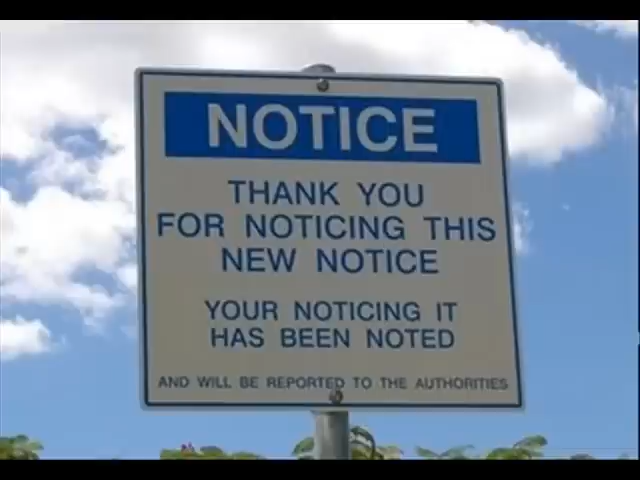 NOTICE
THANK YOU
FOR NOTICING THIS
NEW NOTICE
YOUR NOTICING IT
HAS BEEN NOTED
AND WILL BE REPORTED TO THE AUTHORITIES